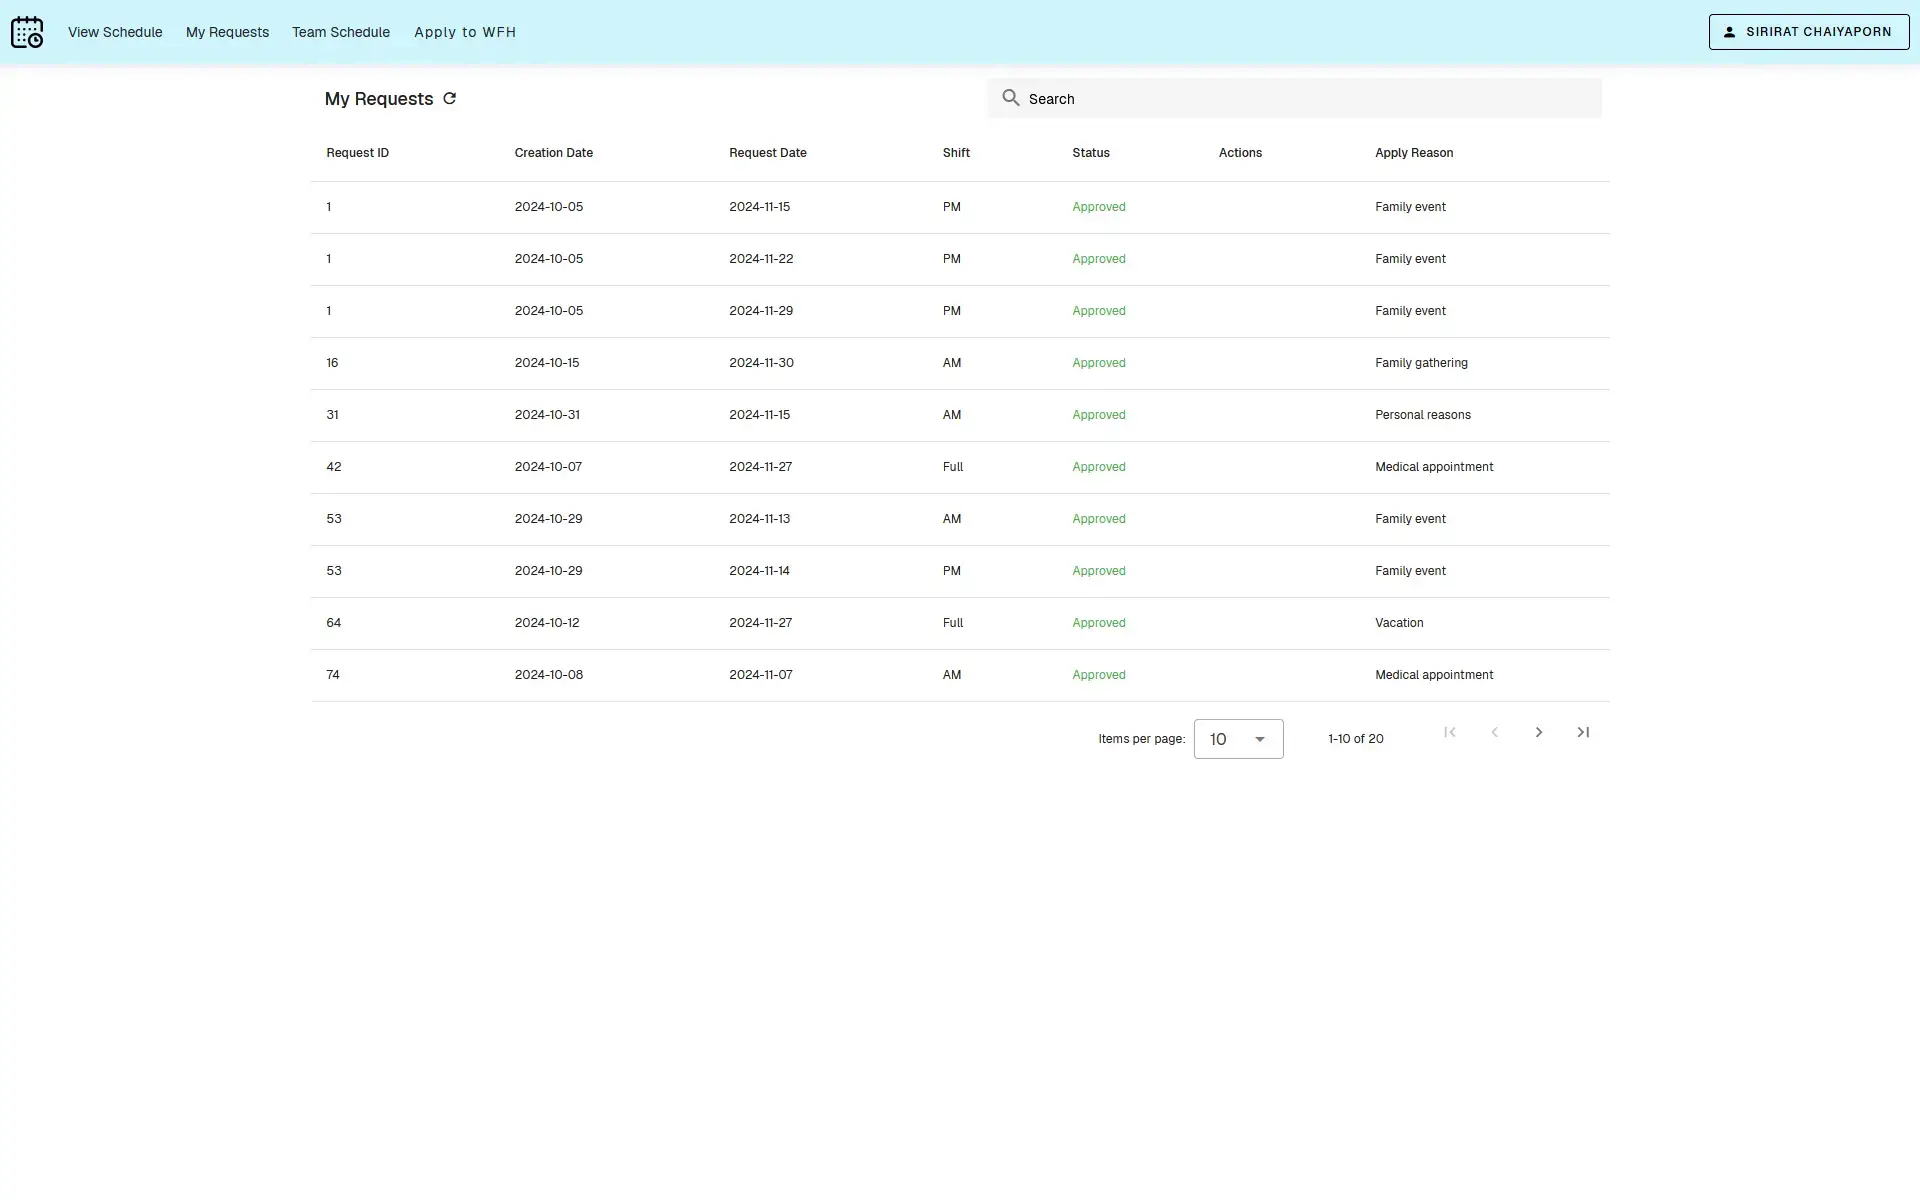 View Schedule My Requests Team Schedule Apply to WFH SIRIRAT CHAIYAPORN
My Requests Search
Request ID Creation Date Request Date Shift Status Actions Apply Reason
1 2024-10-05 2024-11-15 PM Approved Family event
1 2024-10-05 2024-11-22 PM Approved Family event
1 2024-10-05 2024-11-29 PM Approved Family event
16 2024-10-15 2024-11-30 AM Approved Family gathering
31 2024-10-31 2024-11-15 AM Approved Personal reasons
42 2024-10-07 2024-11-27 Full Approved Medical appointment
53 2024-10-29 2024-11-13 AM Approved Family event
53 2024-10-29 2024-11-14 PM Approved Family event
64 2024-10-12 2024-11-27 Full Approved Vacation
74 2024-10-08 2024-11-07 AM Approved Medical appointment
Items per page: 10 1-10 of 20